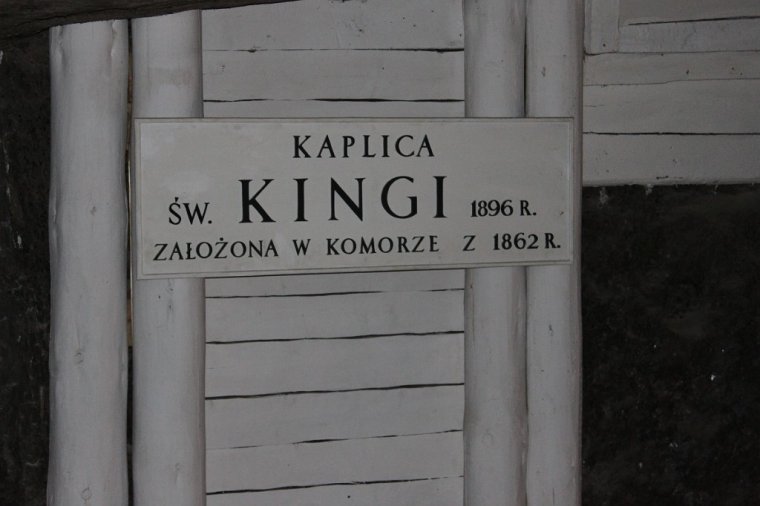 KAPLICA
ŚW. KINGI 1896 R.
ZAŁOŻONA W KOMORZE Z 1862 R.